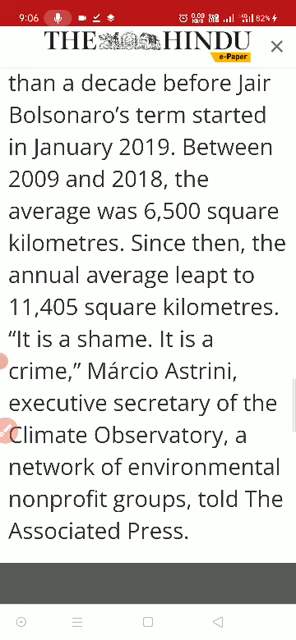 9:06
82%
THE HINDU
e-Paper
than a decade before Jair
Bolsonaro’s term started
in January 2019. Between
2009 and 2018, the
average was 6,500 square
kilometres. Since then, the
annual average leapt to
11,405 square kilometres.
“It is a shame. It is a
crime,” Márcio Astrini,
executive secretary of the
Climate Observatory, a
network of environmental
nonprofit groups, told The
Associated Press.